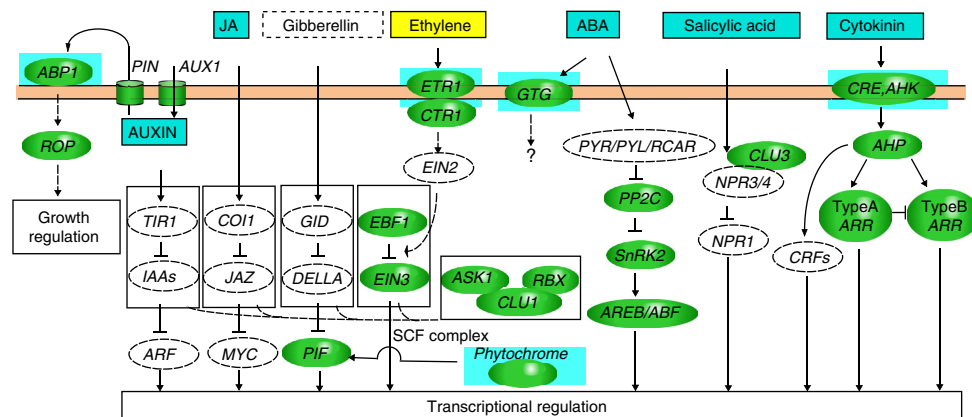 JA
Gibberellin
Ethylene
ABA
Salicylic acid
Cytokinin
ABP1
PIN
AUX1
ETR1
GTG
CRE,AHK
CTR1
AUXIN
ROP
EIN2
?
PYR/PYL/RCAR
CLU3
NPR3/4
AHP
Growth
regulation
TIR1
COI1
GID
EBF1
PP2C
TypeA
ARR
TypeB
ARR
IAAs
JAZ
DELLA
EIN3
ASK1
RBX
CLU1
SnRK2
NPR1
CRFs
AREB/ABF
SCF complex
ARF
MYC
PIF
Phytochrome
Transcriptional regulation